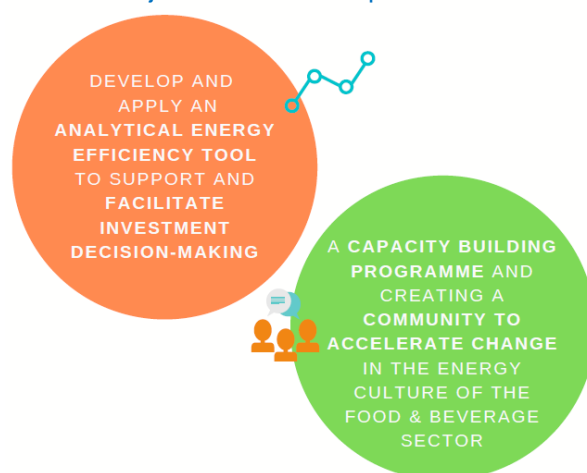 DEVELOP AND
APPLY AN
ANALYTICAL ENERGY
EFFICIENCY TOOL
TO SUPPORT AND
FACILITATE
INVESTMENT
DECISION-MAKING
A CAPACITY BUILDING
PROGRAMME AND
CREATING A
COMMUNITY TO
ACCELERATE CHANGE
IN THE ENERGY
CULTURE OF THE
FOOD & BEVERAGE
SECTOR